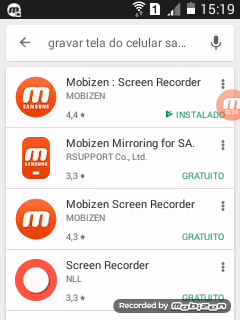 15:19
gravar tela do celular sa...
Mobizen : Screen Recorder
MOBIZEN
4,4★ INSTALADO
Mobizen Mirroring for SA.
RSUPPORT Co., Ltd.
3,3★ GRATUITO
Mobizen Screen Recorder
MOBIZEN
4,3★ GRATUITO
Screen Recorder
NLL
3,3★ GRATUITO
Recorded by MOBIZEN